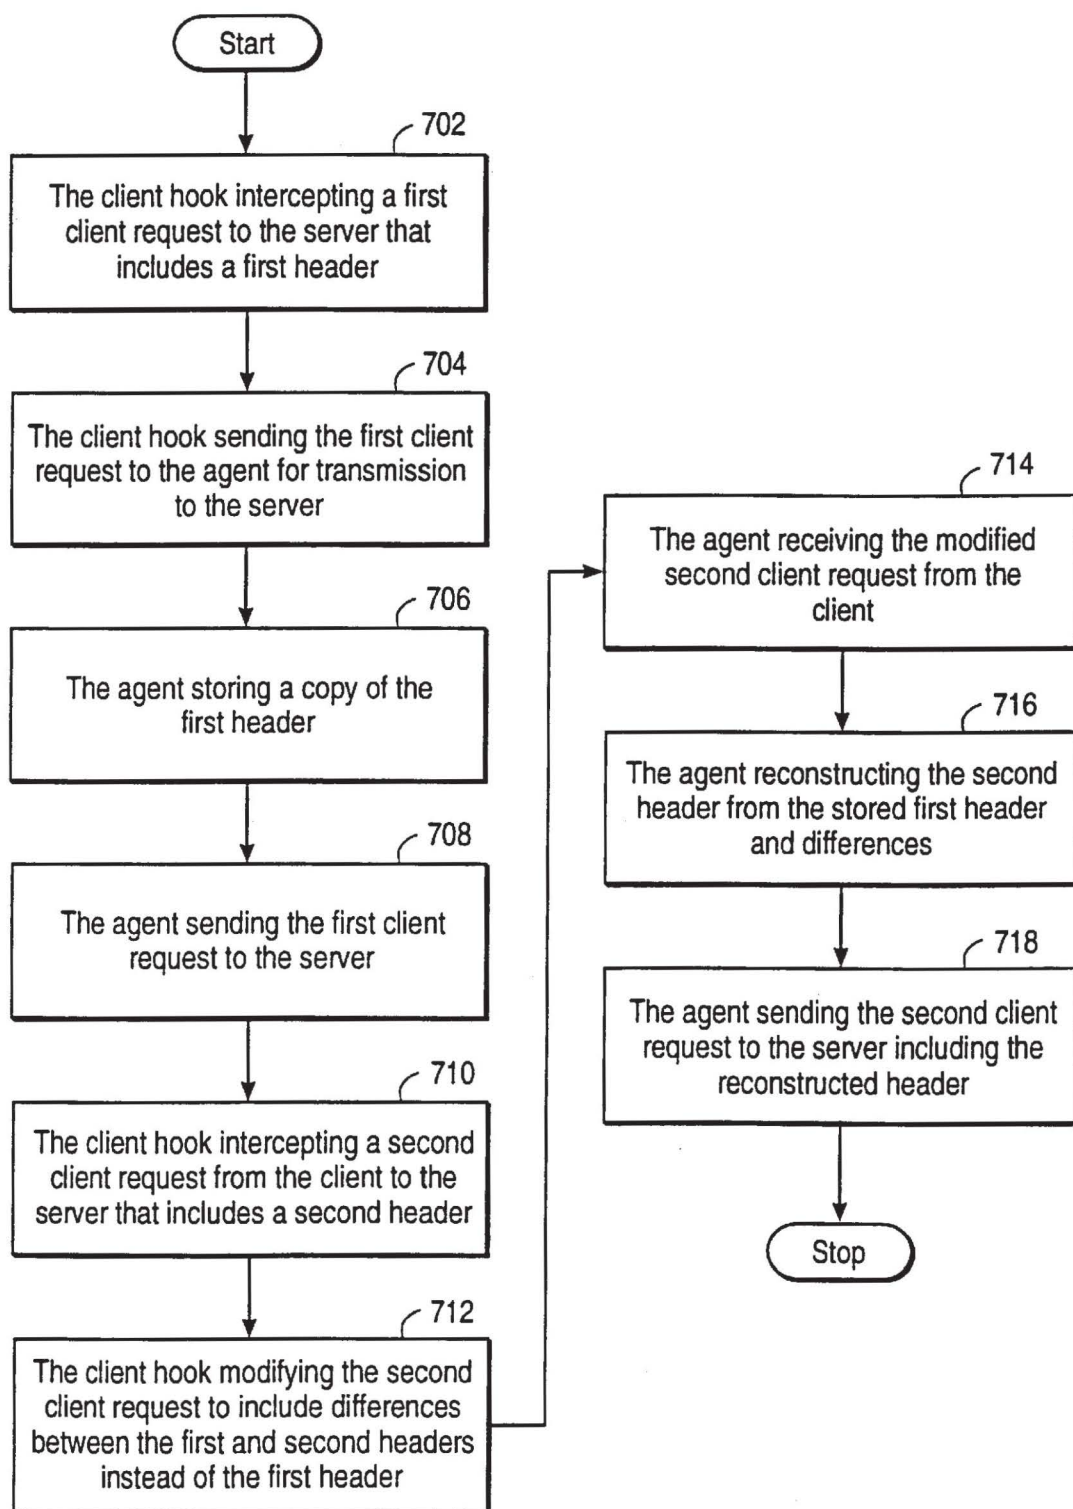 Start
702
The client hook intercepting a first
client request to the server that
includes a first header
704
The client hook sending the first client
request to the agent for transmission
to the server
706
The agent storing a copy of the
first header
708
The agent sending the first client
request to the server
710
The client hook intercepting a second
client request from the client to the
server that includes a second header
712
The client hook modifying the second
client request to include differences
between the first and second headers
instead of the first header
714
The agent receiving the modified
second client request from the
client
716
The agent reconstructing the second
header from the stored first header
and differences
718
The agent sending the second client
request to the server including the
reconstructed header
Stop